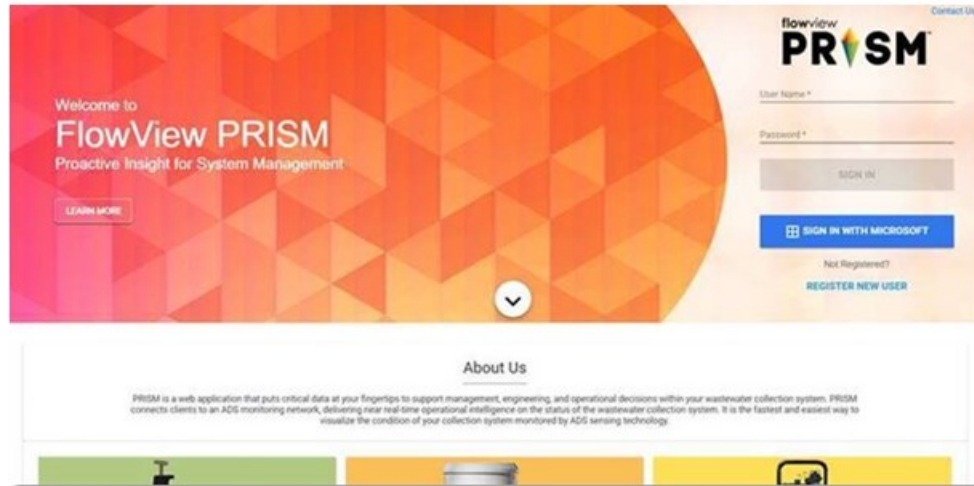 Contact Us
flowview
PRISM
Welcome to
FlowView PRISM
Proactive Insight for System Management
LEARN MORE
User Name *
Password *
SIGN IN
SIGN IN WITH MICROSOFT
Not Registered?
REGISTER NEW USER
About Us
PRISM is a web application that puts critical data at your fingertips to support management, engineering, and operational decisions within your wastewater collection system. PRISM
connects clients to an ADS monitoring network, delivering near real-time operational intelligence on the status of the wastewater collection system. It is the fastest and easiest way to
visualize the condition of your collection system monitored by ADS sensing technology.